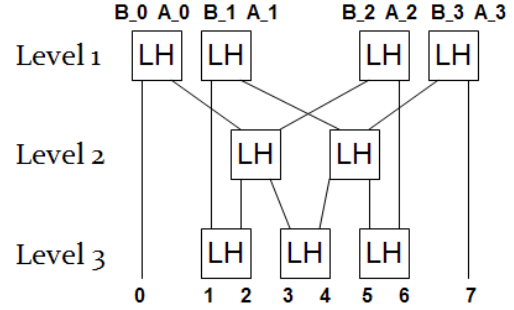 B_0 A_0 B_1 A_1 B_2 A_2 B_3 A_3
Level 1 LH LH LH LH
Level 2 LH LH
Level 3 LH LH LH
0 1 2 3 4 5 6 7